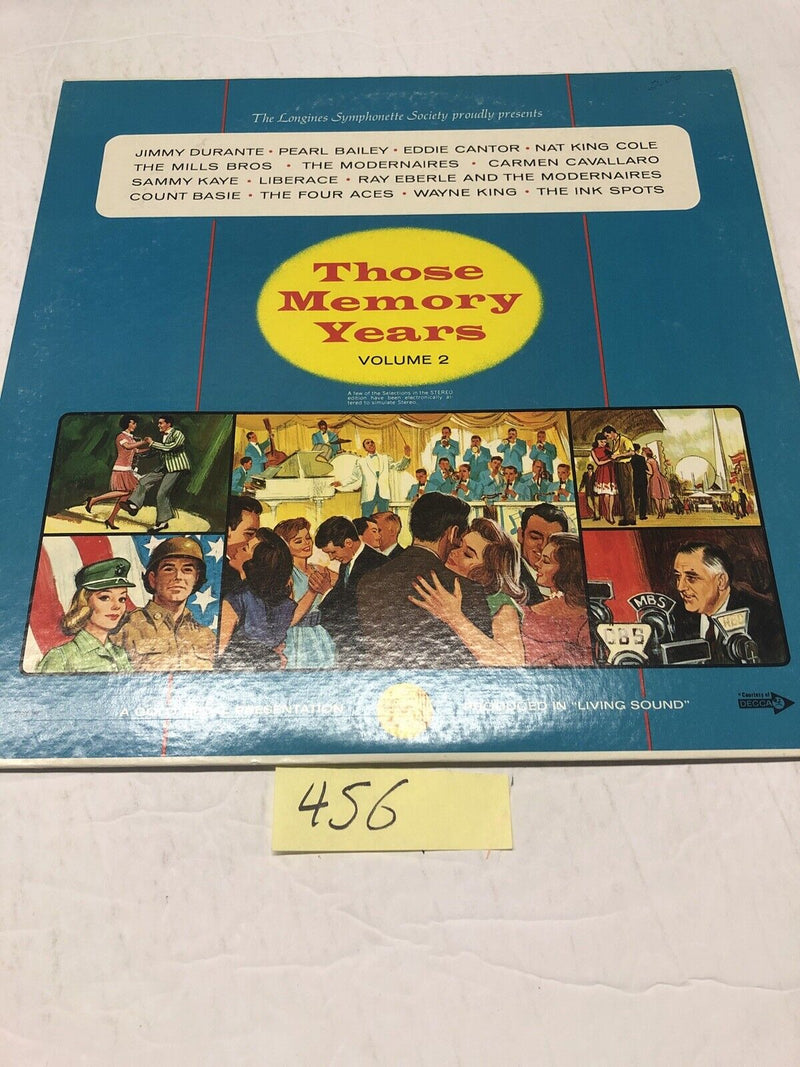 The Longines Symphonette Society proudly presents
JIMMY DURANTE • PEARL BAILEY • EDDIE CANTOR • NAT KING COLE
THE MILLS BROS • THE MODERNAIRES • CARMEN CAVALLARO
SAMMY KAYE • LIBERACE • RAY EBERLE AND THE MODERNAIRES
COUNT BASIE • THE FOUR ACES • WAYNE KING • THE INK SPOTS
Those
Memory
Years
VOLUME 2
A few of the Selections in the STEREO
edition have been electronically al-
tered to simulate Stereo.
MBS
CBS
A PRESENTATION
PRODUCED IN "LIVING SOUND"
Courtesy of
DECCA
456